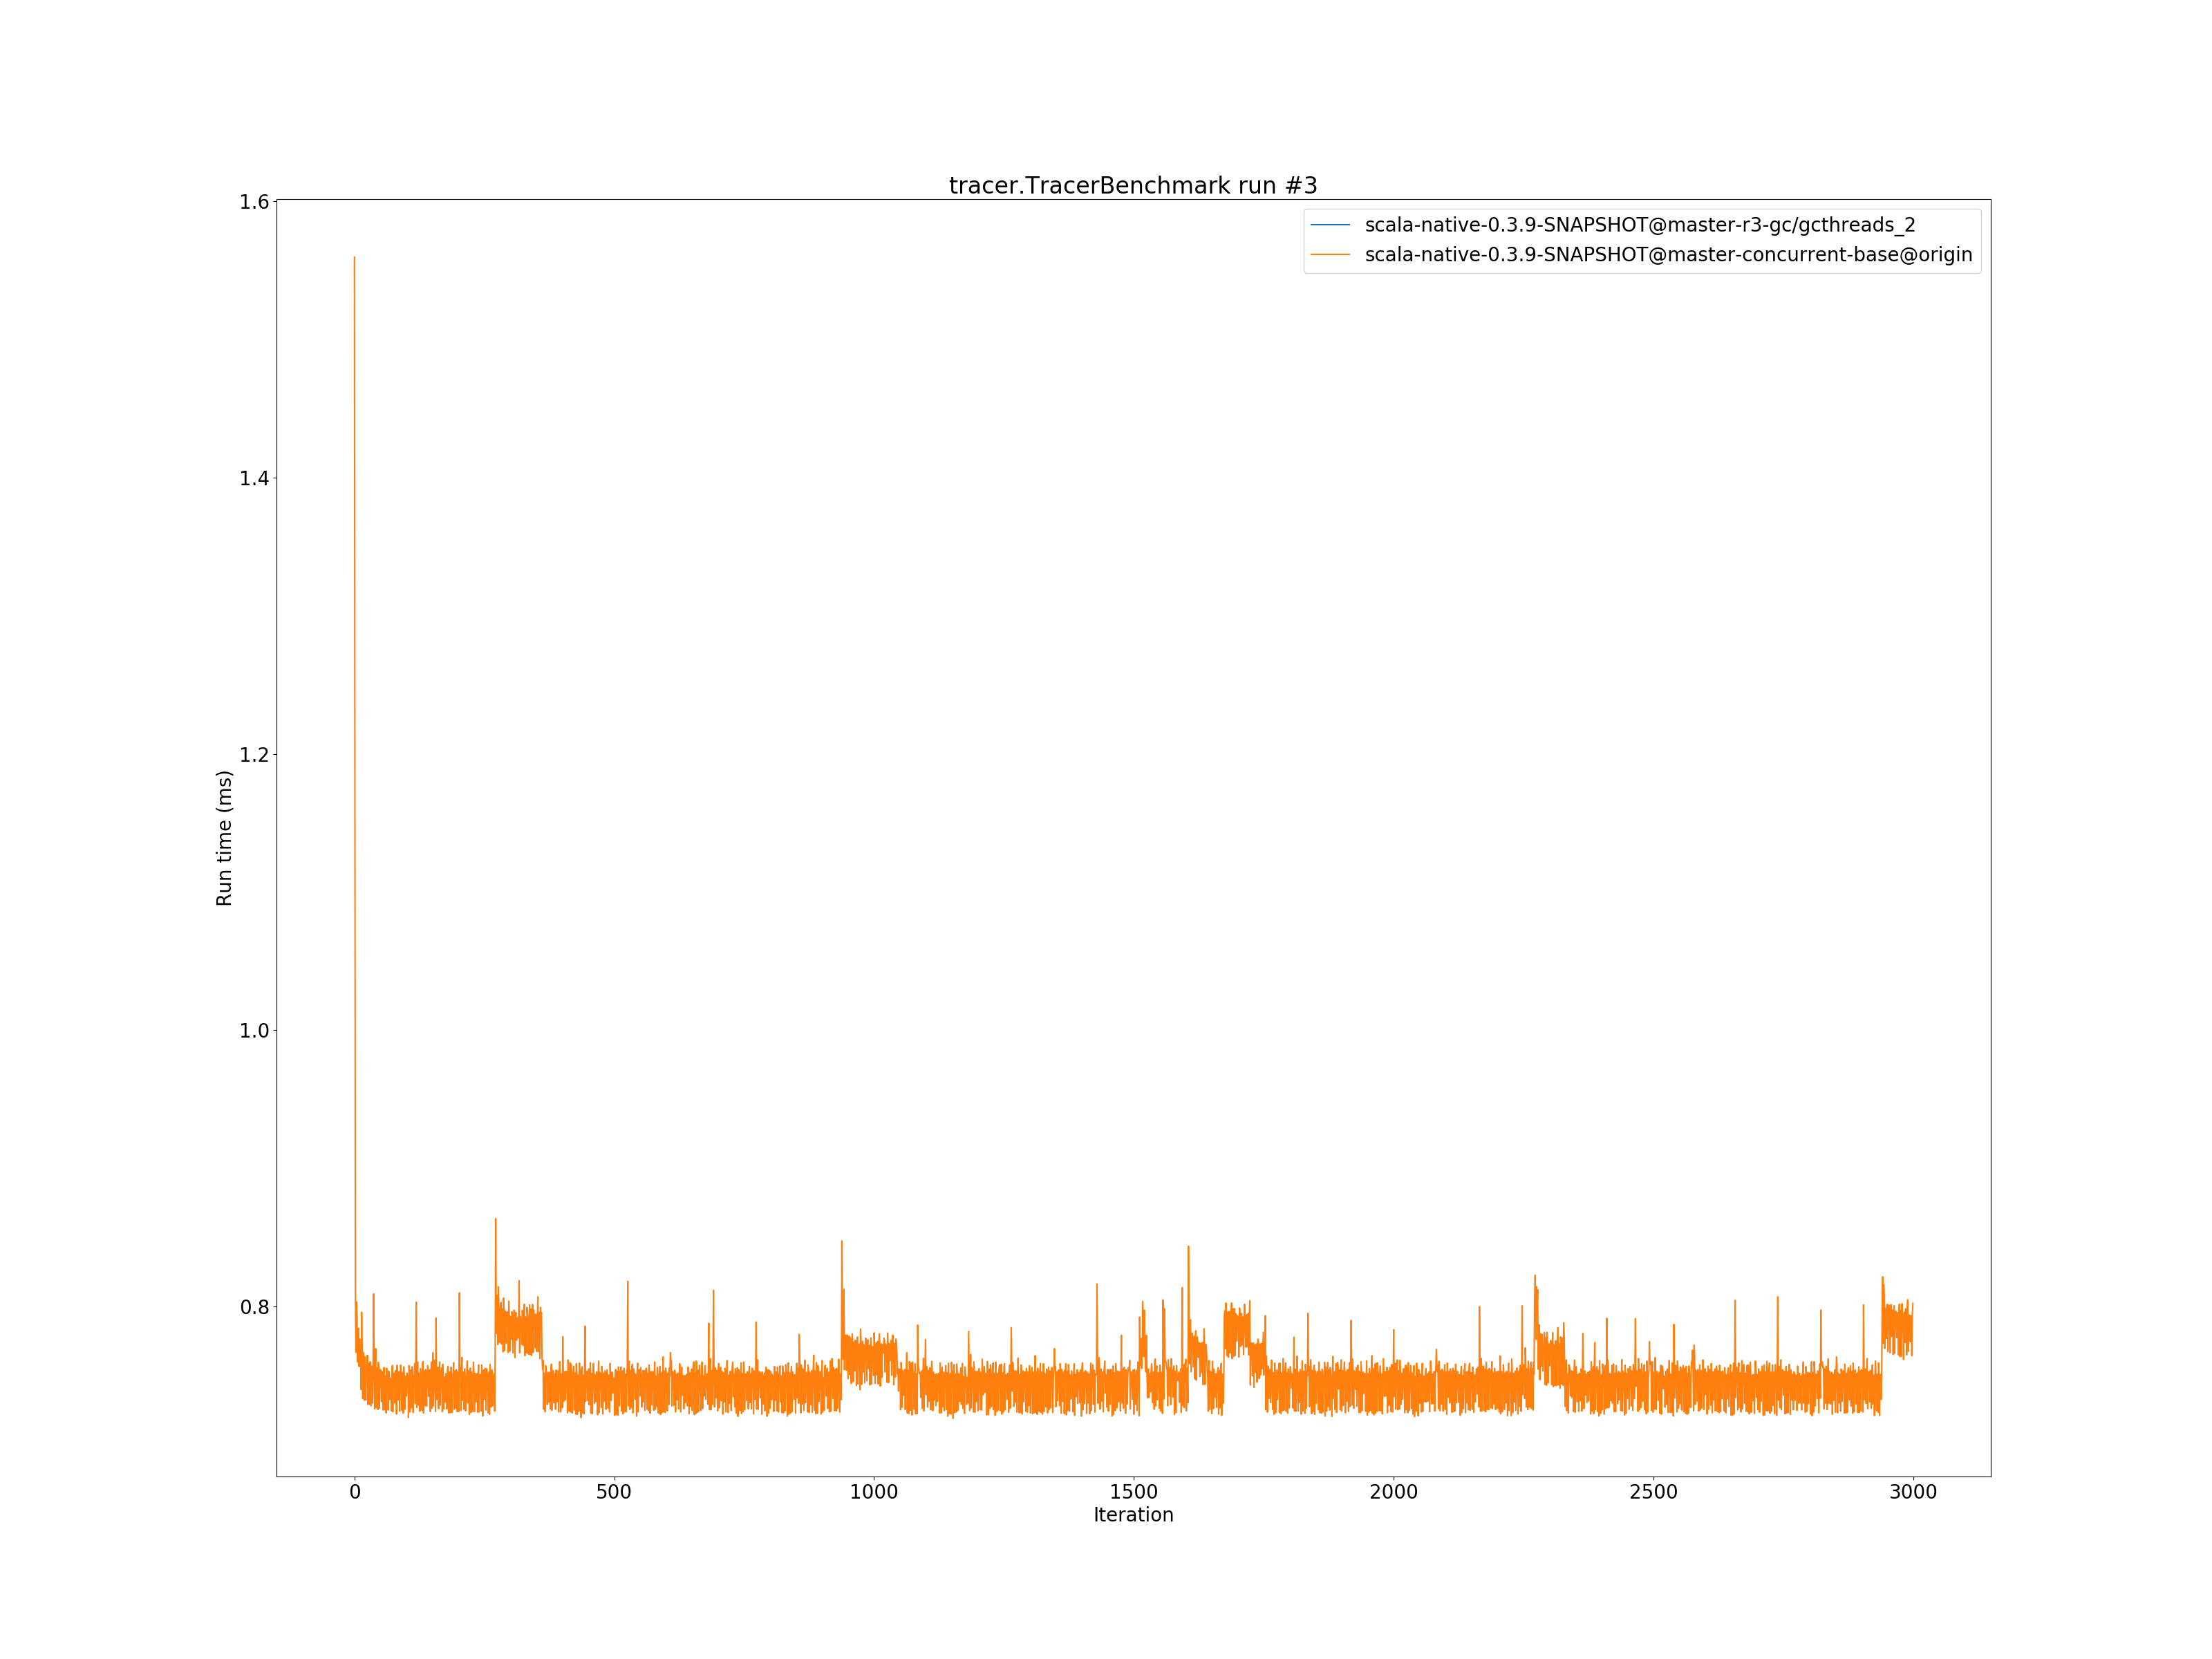 tracer.TracerBenchmark run #3
scala-native-0.3.9-SNAPSHOT@master-r3-gc/gcthreads_2
scala-native-0.3.9-SNAPSHOT@master-concurrent-base@origin
Run time (ms)
1.6
1.4
1.2
1.0
0.8
0 500 1000 1500 2000 2500 3000
Iteration